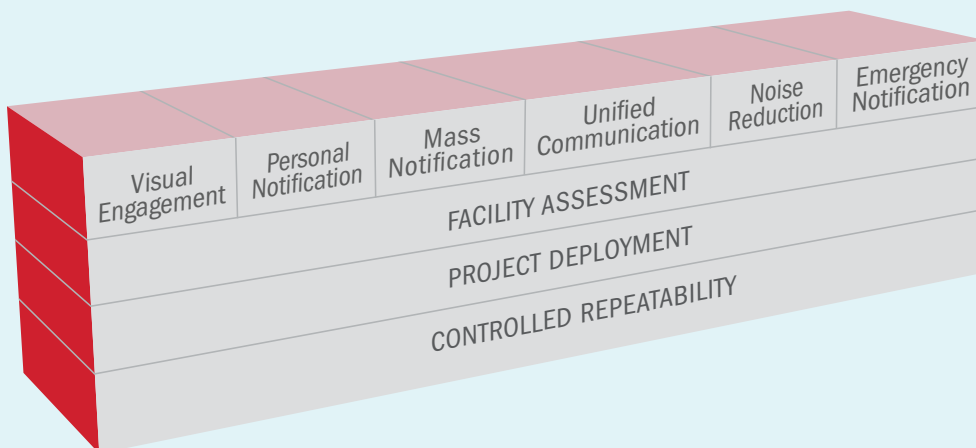 Visual
Engagement
Personal
Notification
Mass
Notification
Unified
Communication
Noise
Reduction
Emergency
Notification
FACILITY ASSESSMENT
PROJECT DEPLOYMENT
CONTROLLED REPEATABILITY